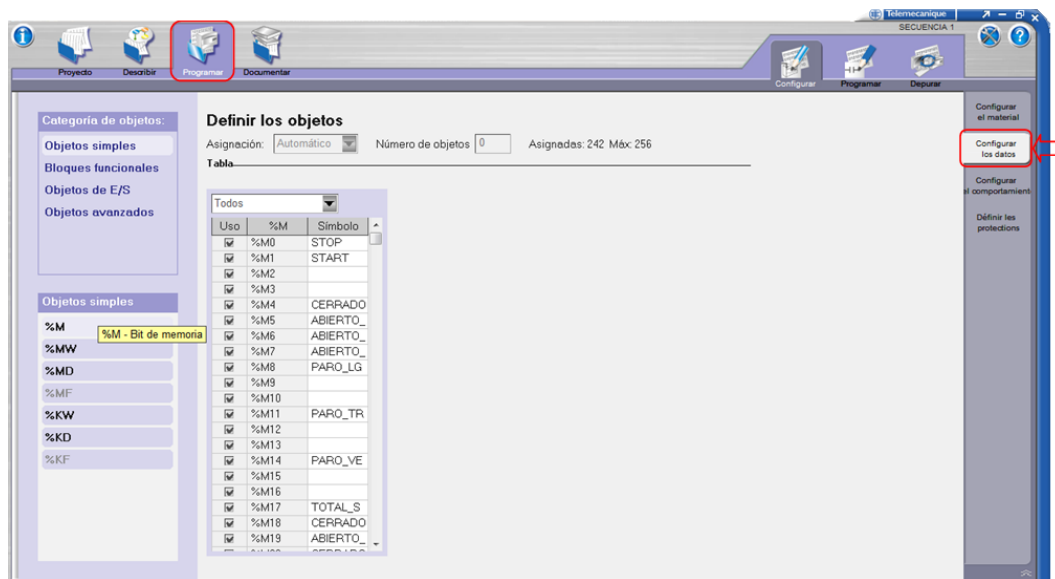 Telemecanique
SECUENCIA 1
Proyecto
Describir
Programar
Documentar
Configurar
Programar
Depurar
Categoría de objetos:
Objetos simples
Bloques funcionales
Objetos de E/S
Objetos avanzados
Definir los objetos
Asignación: Automático Número de objetos 0 Asignadas: 242 Máx: 256
Tabla
Todos
Uso %M Símbolo
%M0 STOP
%M1 START
%M2
%M3
%M4 CERRADO
%M5 ABIERTO_
%M6 ABIERTO_
%M7 ABIERTO_
%M8 PARO_LG
%M9
%M10
%M11 PARO_TR
%M12
%M13
%M14 PARO_VE
%M15
%M16
%M17 TOTAL_S
%M18 CERRADO
%M19 ABIERTO_
Objetos simples
%M
%M - Bit de memoria
%MW
%MD
%MF
%KW
%KD
%KF
Configurar
el material
Configurar
los datos
Configurar
el comportamient
Définir les
protections